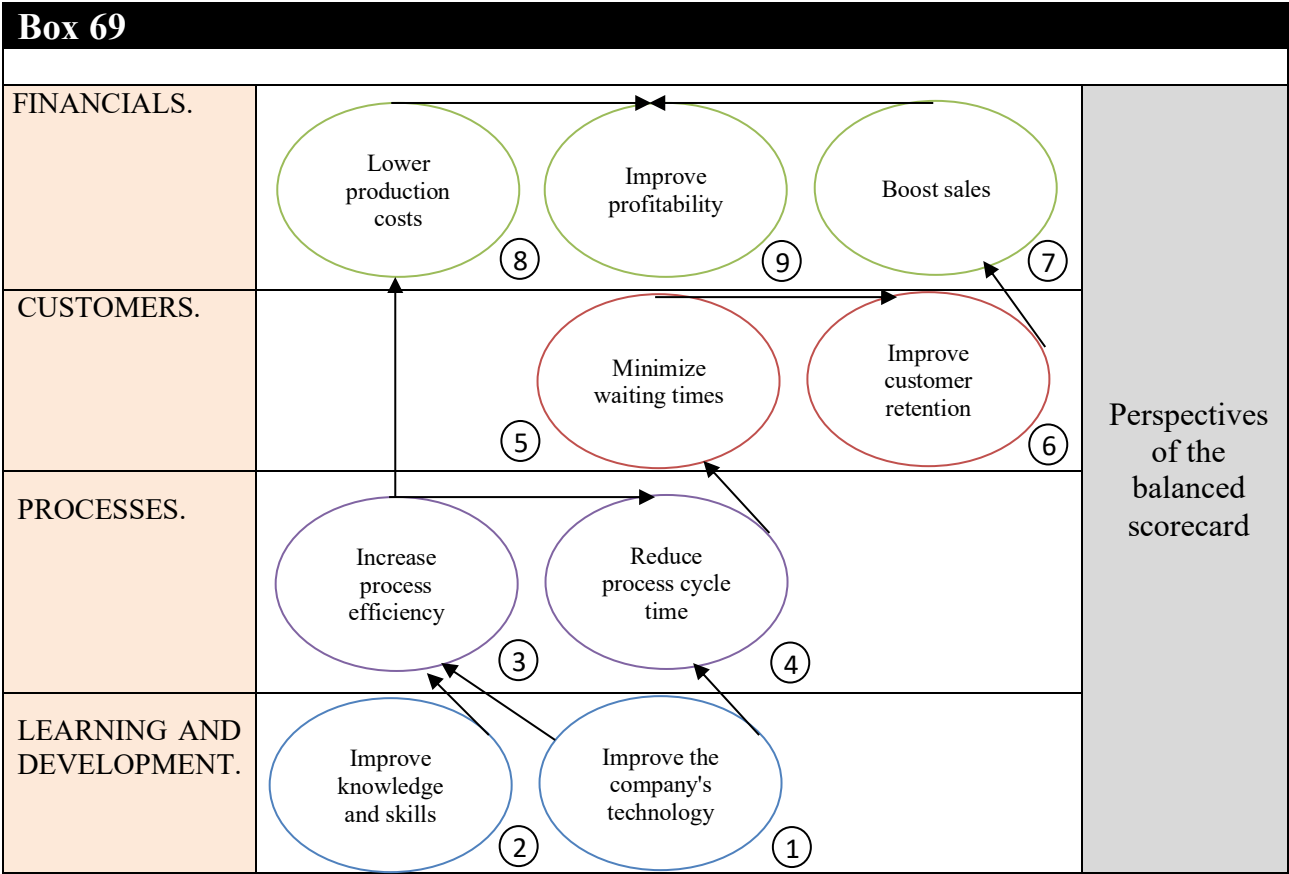 Box 69
FINANCIALS.
Lower
production
costs
8
Improve
profitability
9
Boost sales
7
CUSTOMERS.
Minimize
waiting times
5
Improve
customer
retention
6
PROCESSES.
Increase
process
efficiency
3
Reduce
process cycle
time
4
LEARNING AND
DEVELOPMENT.
Improve
knowledge
and skills
2
Improve the
company's
technology
1
Perspectives
of the
balanced
scorecard